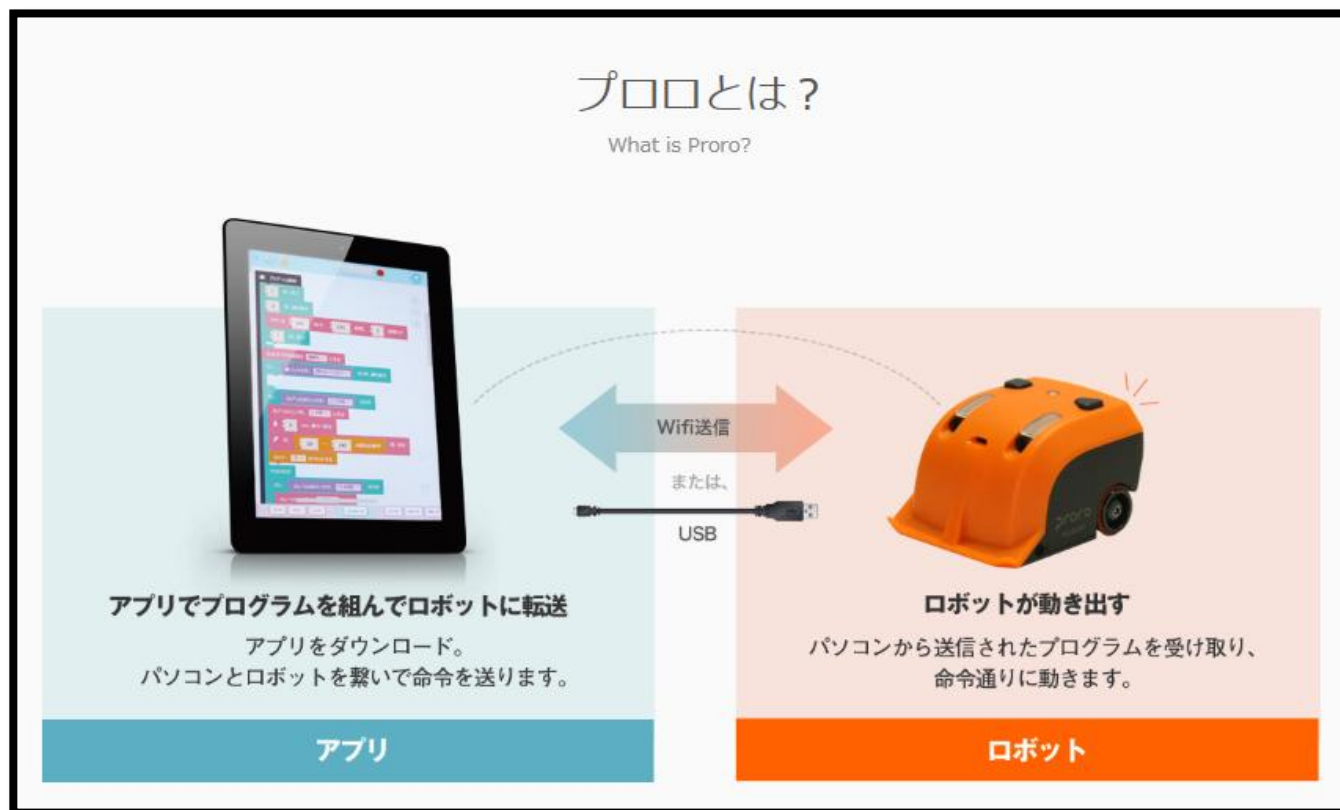 プロロとは？
What is Proro?
Wifi送信
または、
USB
アプリでプログラムを組んでロボットに転送
アプリをダウンロード。
パソコンとロボットを繋いで命令を送ります。
アプリ
proro
ロボットが動き出す
パソコンから送信されたプログラムを受け取り、
命令通りに動きます。
ロボット